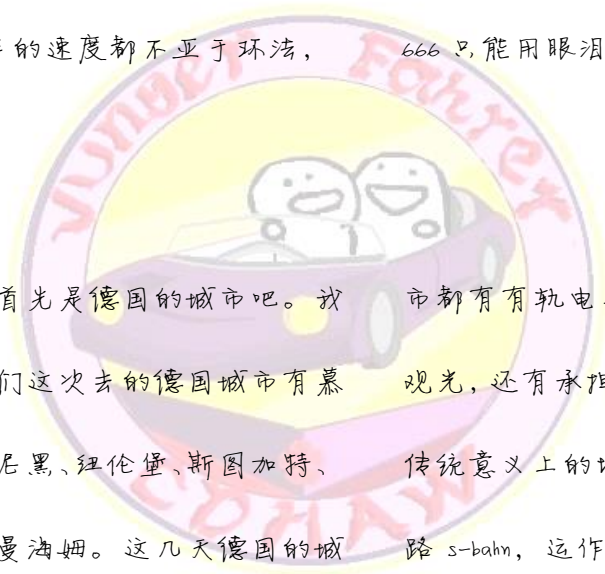 的速度都不亚于环法，
首先是德国的城市吧。我
们这次去的德国城市有慕
尼黑、纽伦堡、斯图加特、
曼海姆。这几天德国的城
666只能用眼泪
市都有有轨电
观光，还有承担
传统意义上的
路 s-bahn，运作
Junger Fahrer
CDHAW